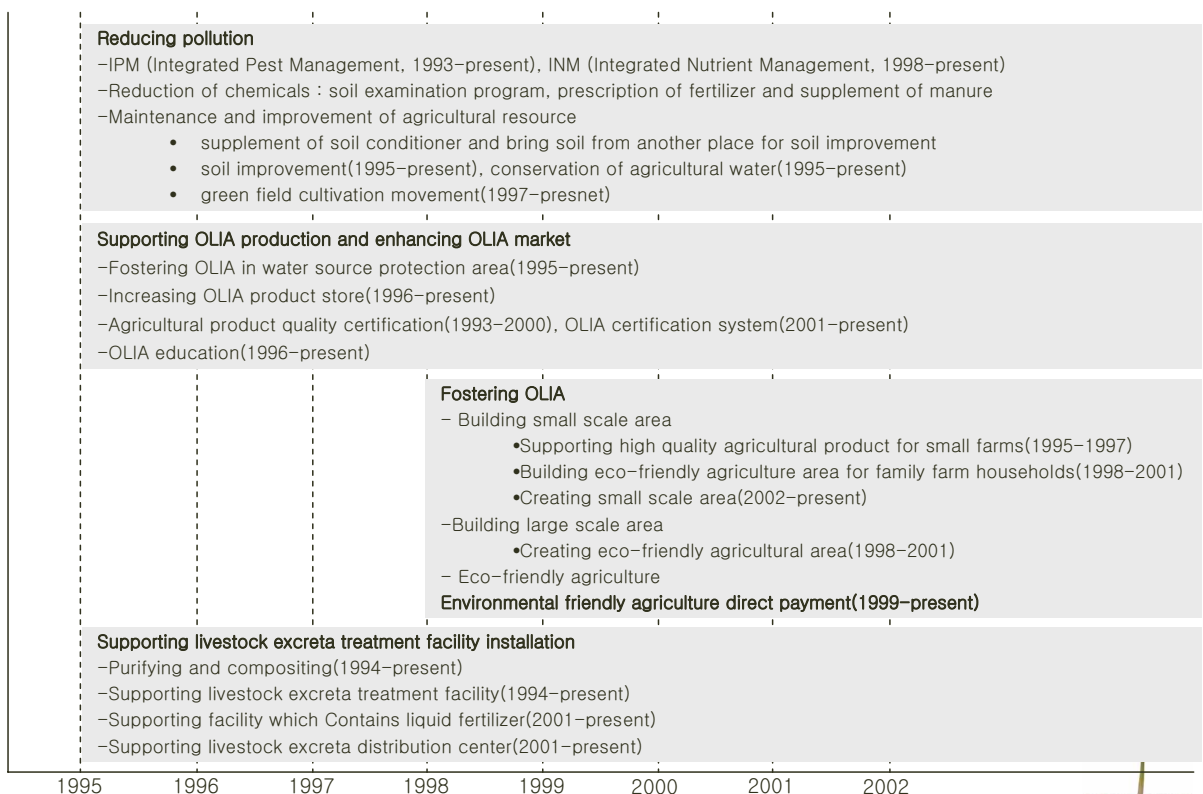 Reducing pollution
-IPM (Integrated Pest Management, 1993-present), INM (Integrated Nutrient Management, 1998-present)
-Reduction of chemicals : soil examination program, prescription of fertilizer and supplement of manure
-Maintenance and improvement of agricultural resource
• supplement of soil conditioner and bring soil from another place for soil improvement
• soil improvement(1995-present), conservation of agricultural water(1995-present)
• green field cultivation movement(1997-presnet)
Supporting OLIA production and enhancing OLIA market
-Fostering OLIA in water source protection area(1995-present)
-Increasing OLIA product store(1996-present)
-Agricultural product quality certification(1993-2000), OLIA certification system(2001-present)
-OLIA education(1996-present)
Fostering OLIA
- Building small scale area
•Supporting high quality agricultural product for small farms(1995-1997)
•Building eco-friendly agriculture area for family farm households(1998-2001)
•Creating small scale area(2002-present)
-Building large scale area
•Creating eco-friendly agricultural area(1998-2001)
- Eco-friendly agriculture
Environmental friendly agriculture direct payment(1999-present)
Supporting livestock excreta treatment facility installation
-Purifying and compositing(1994-present)
-Supporting livestock excreta treatment facility(1994-present)
-Supporting facility which Contains liquid fertilizer(2001-present)
-Supporting livestock excreta distribution center(2001-present)
1995 1996 1997 1998 1999 2000 2001 2002